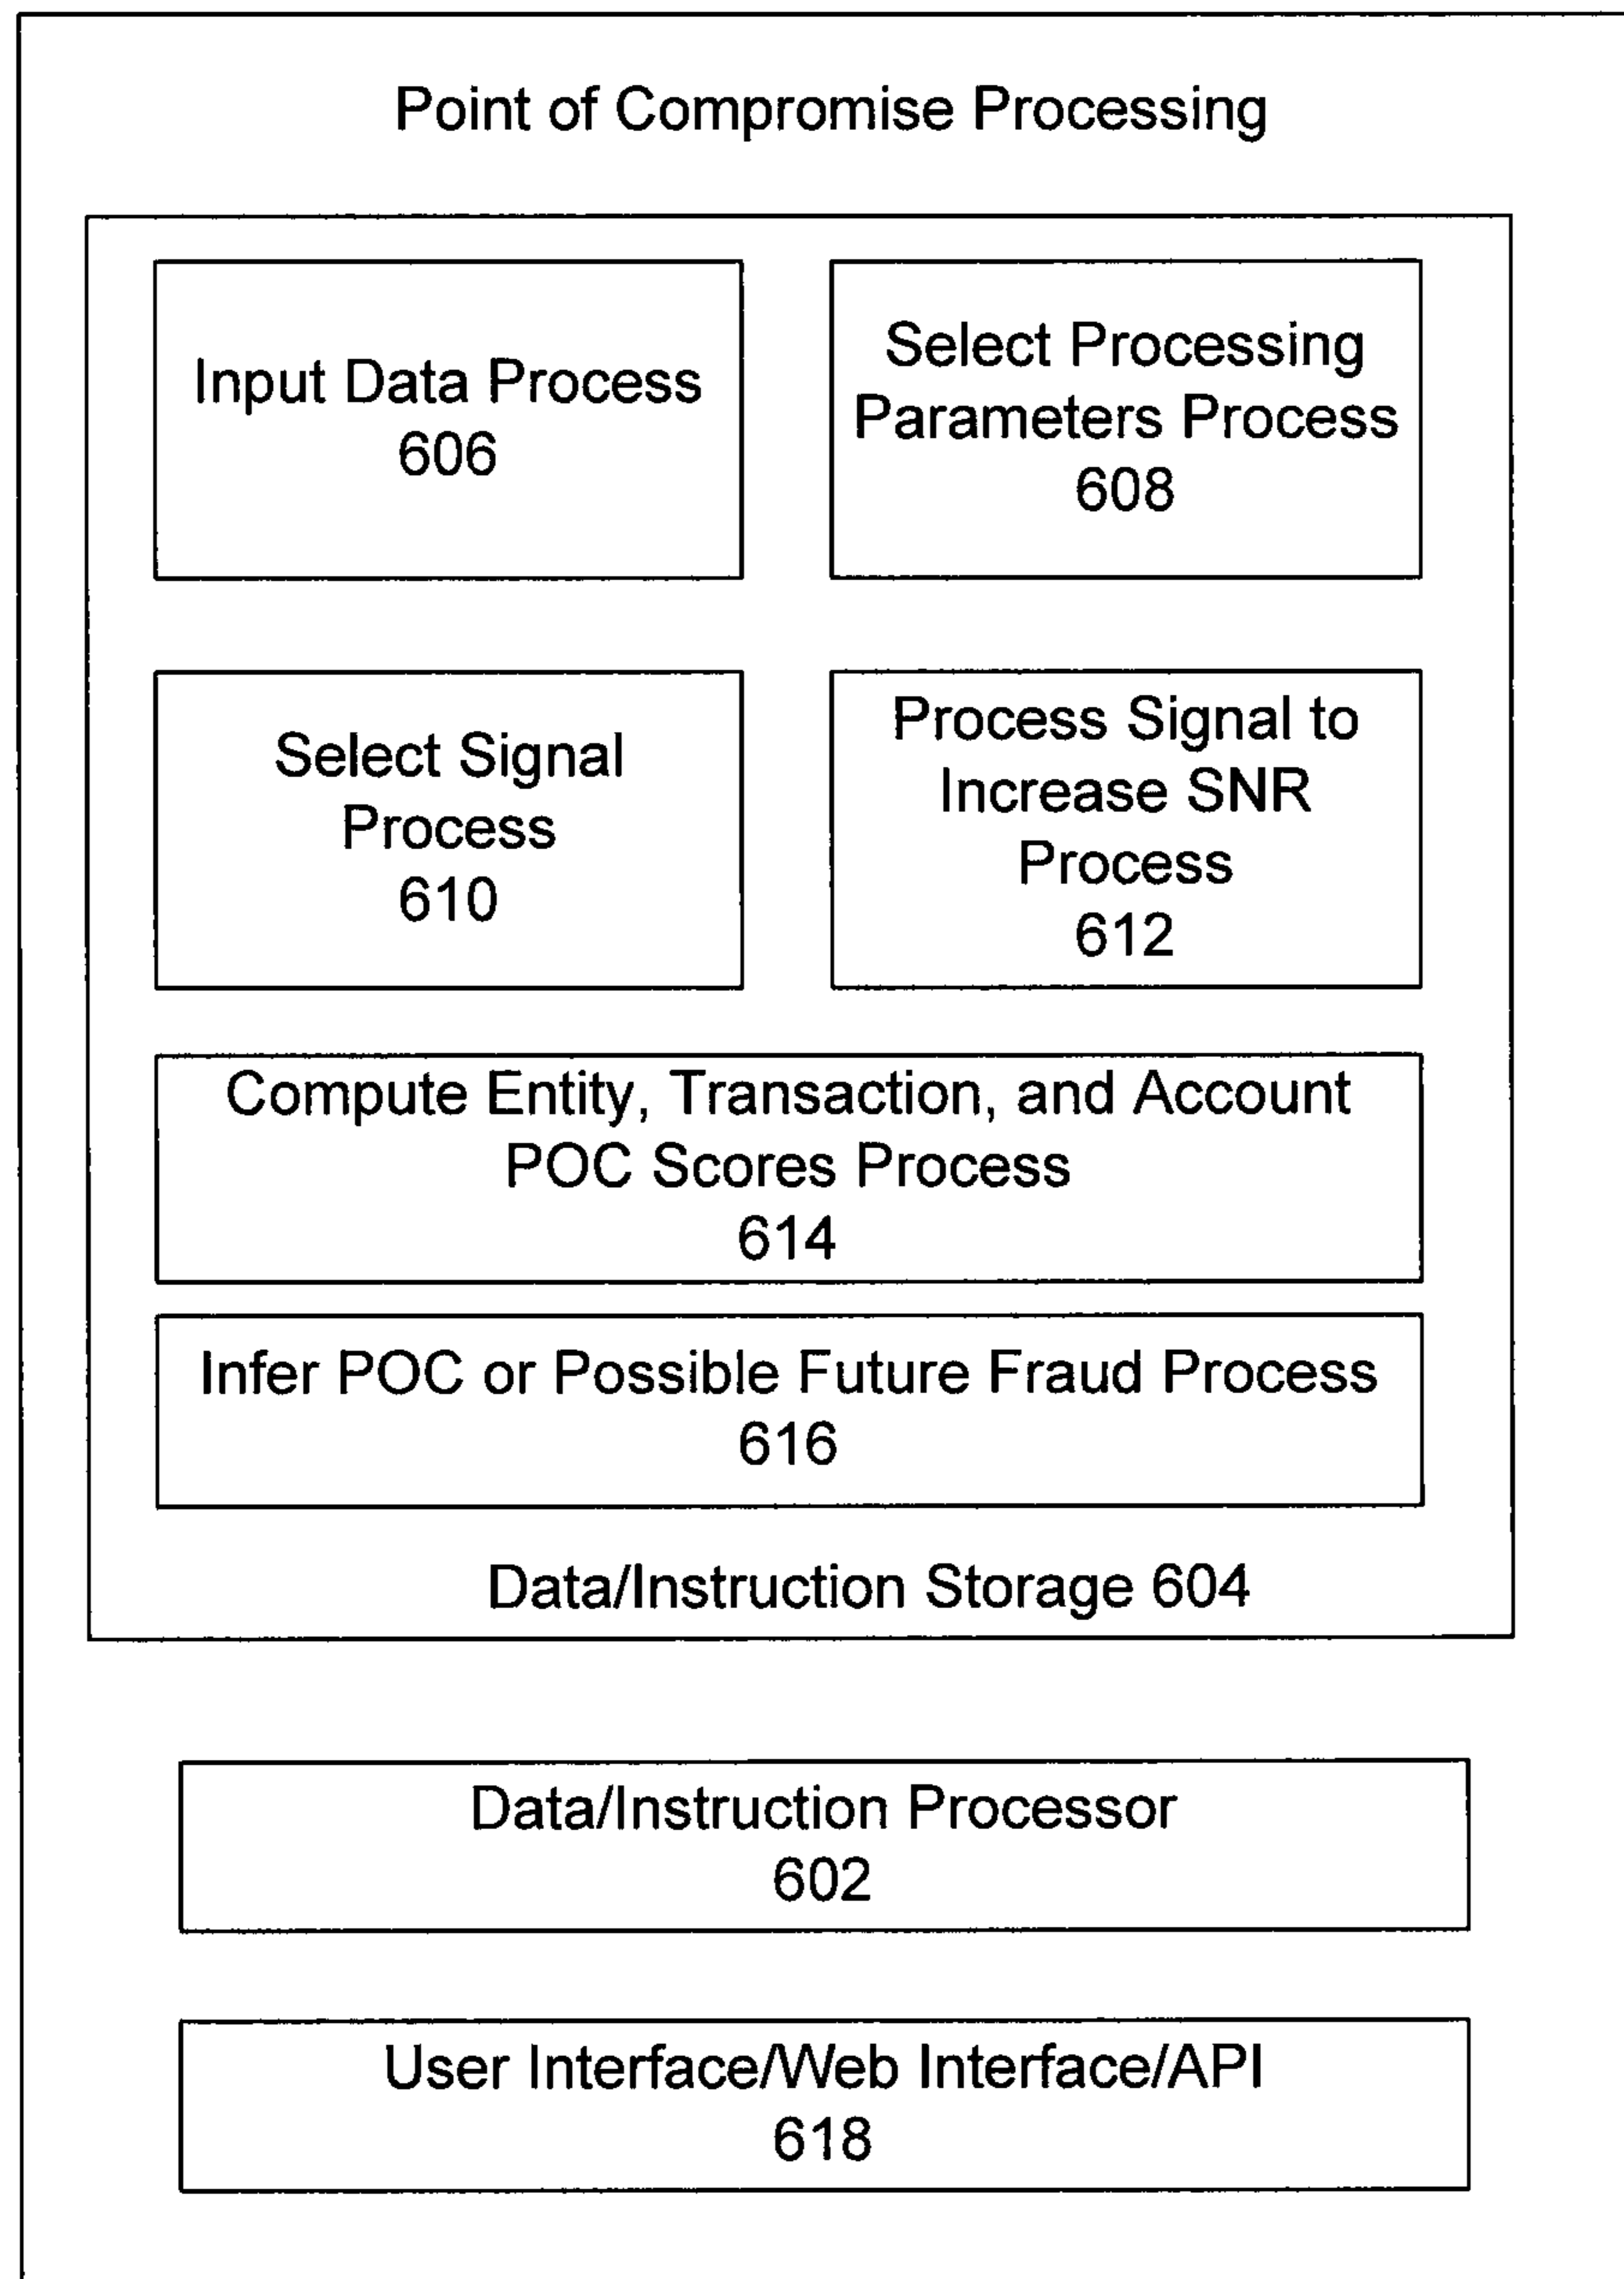 Point of Compromise Processing
Input Data Process
606
Select Processing
Parameters Process
608
Select Signal
Process
610
Process Signal to
Increase SNR
Process
612
Compute Entity, Transaction, and Account
POC Scores Process
614
Infer POC or Possible Future Fraud Process
616
Data/Instruction Storage 604
Data/Instruction Processor
602
User Interface/Web Interface/API
618